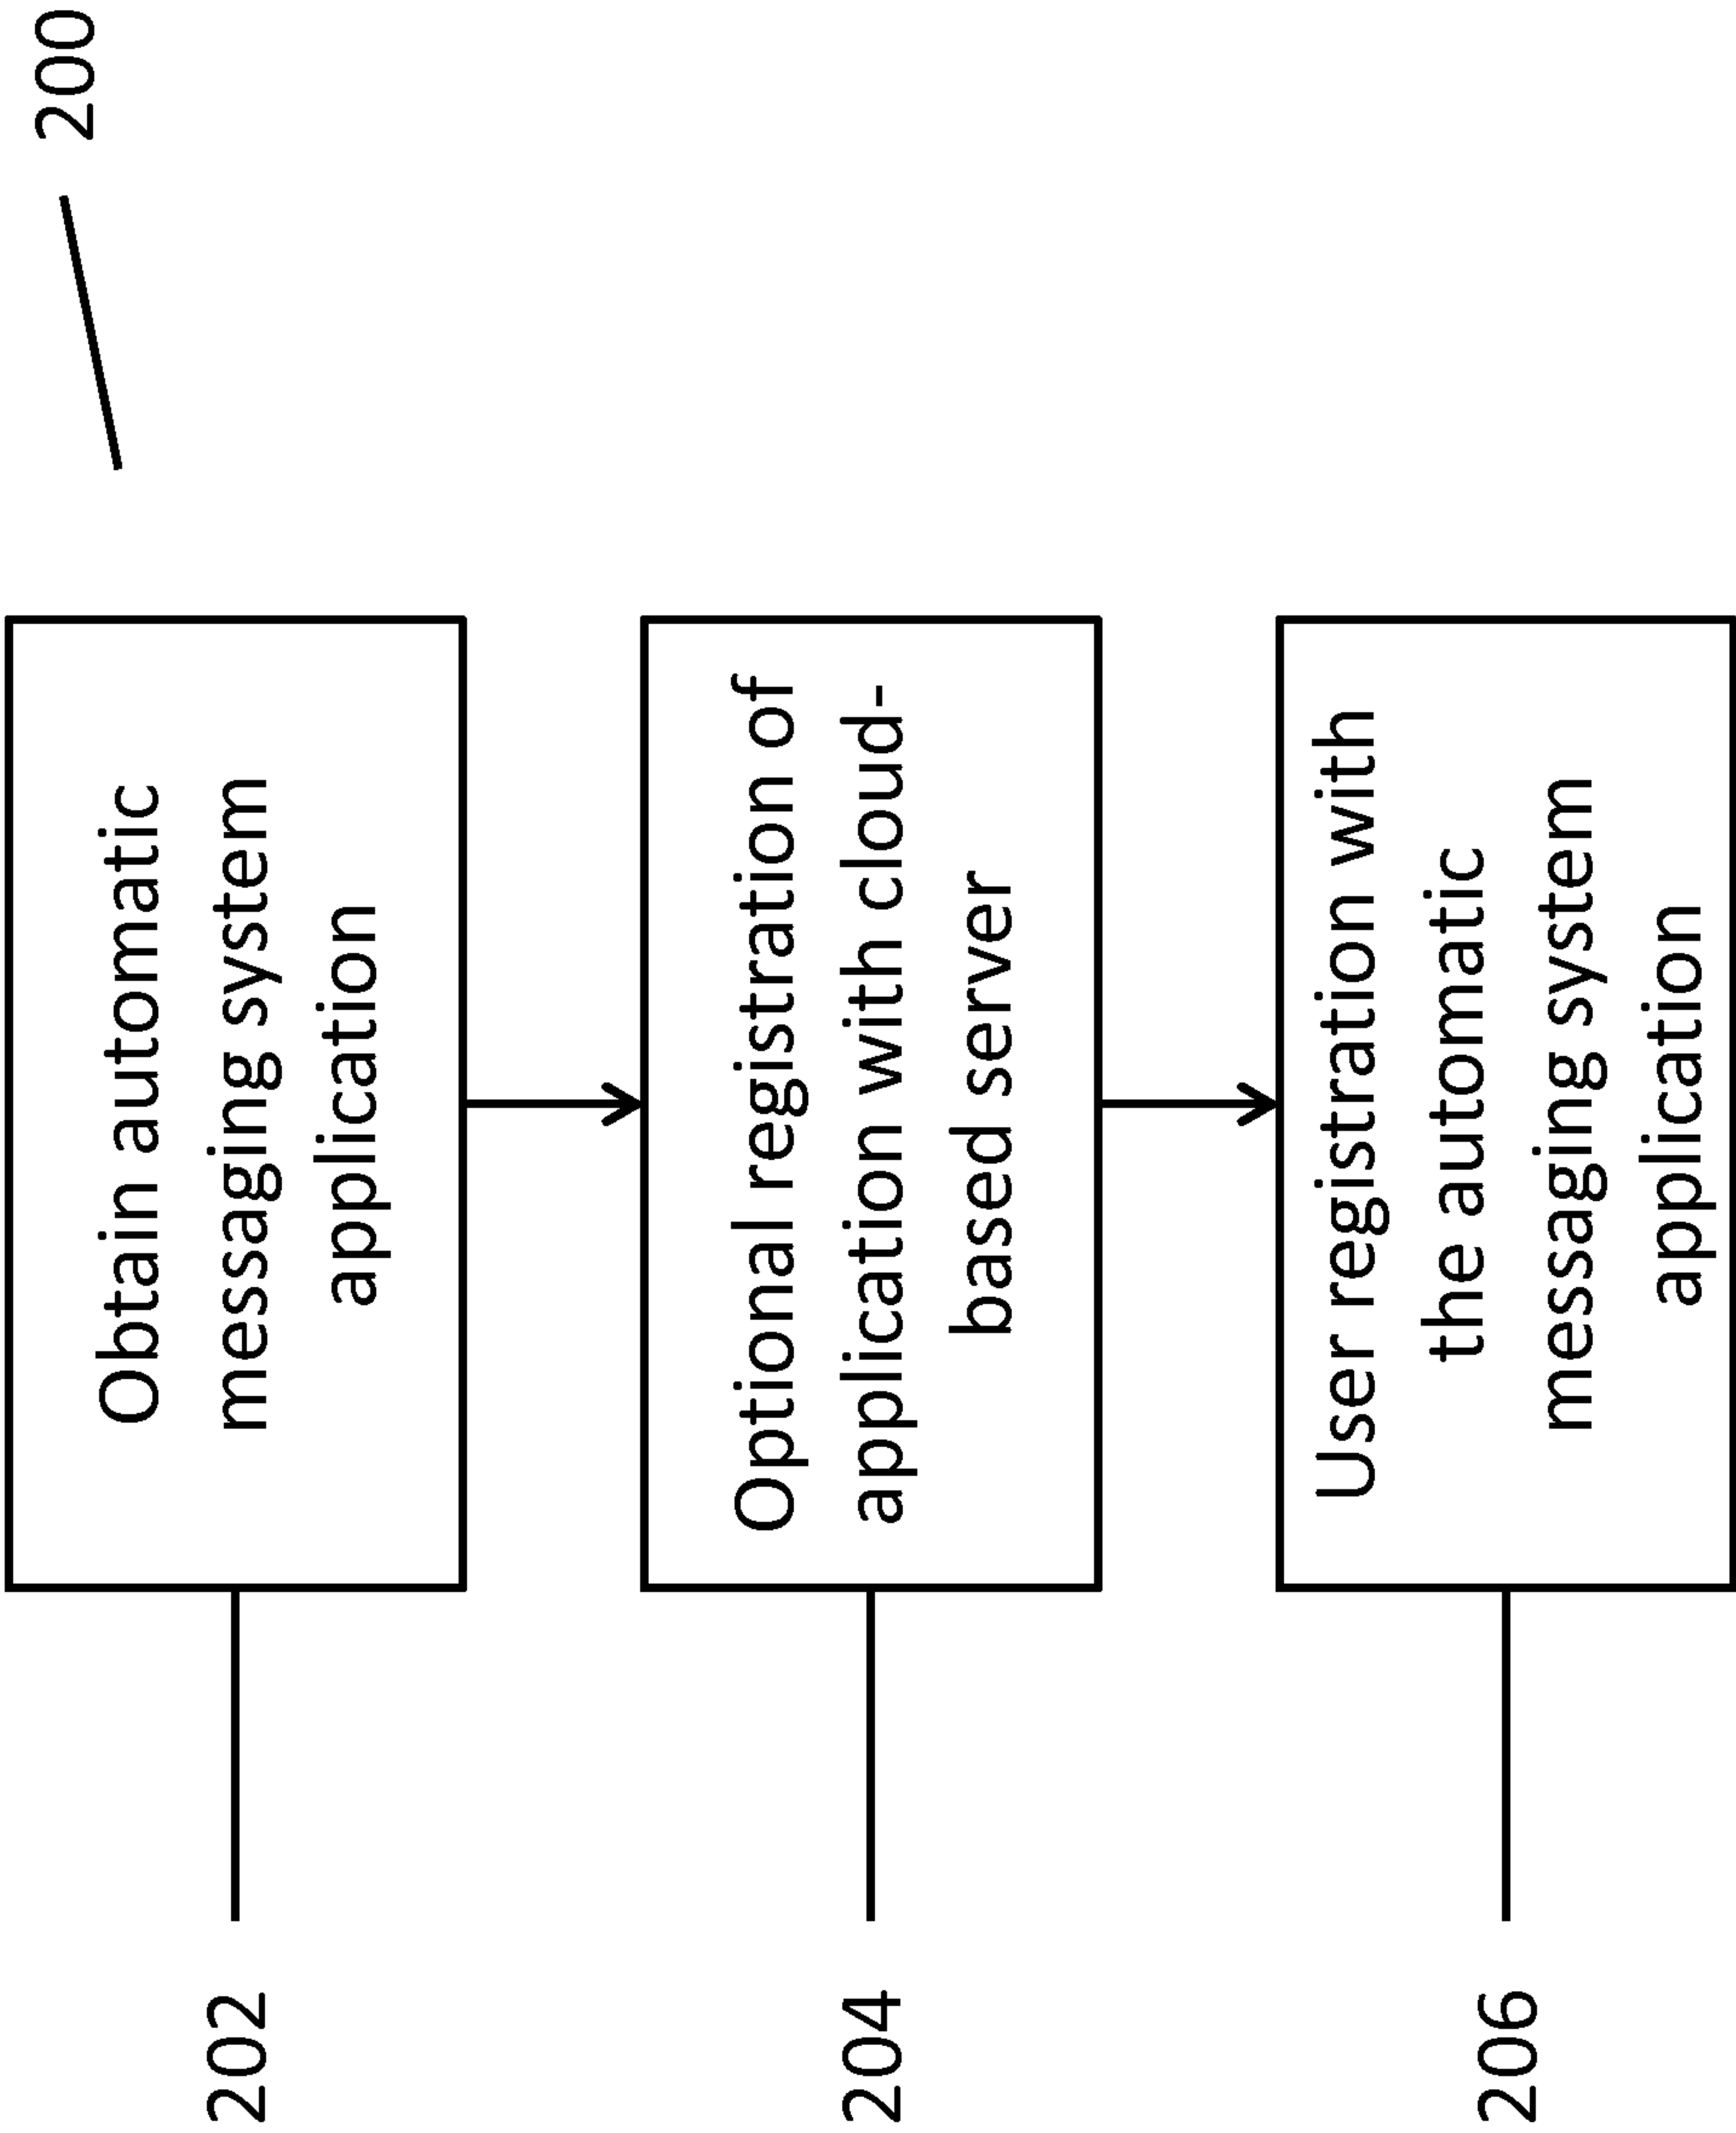 200
202
Obtain automatic
messaging system
application
204
Optional registration of
application with cloud-
based server
206
User registration with
the automatic
messaging system
application